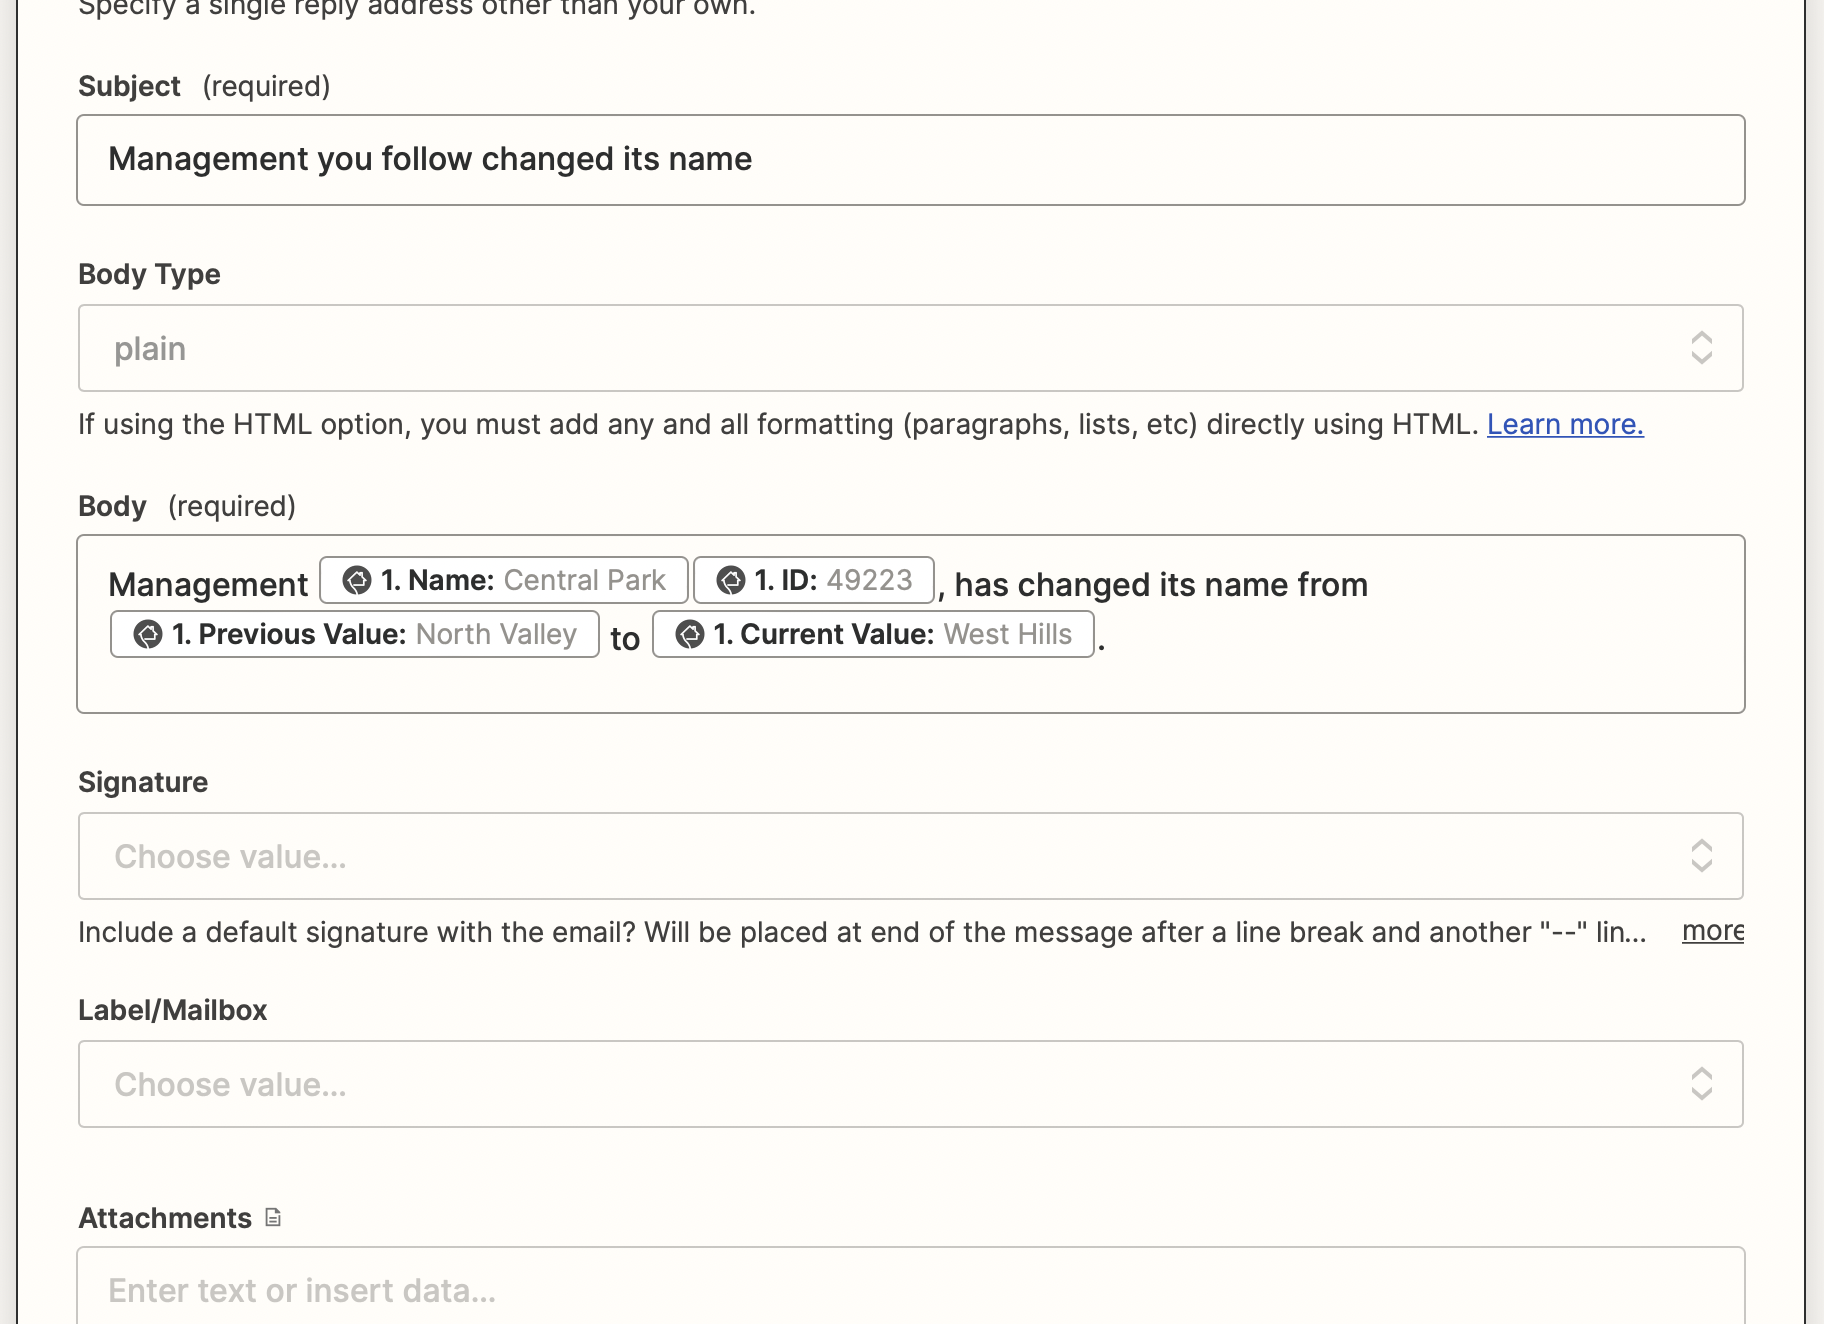 Specify a single reply address other than your own.
Subject (required)
Management you follow changed its name
Body Type
plain
If using the HTML option, you must add any and all formatting (paragraphs, lists, etc) directly using HTML. Learn more.
Body (required)
Management 1. Name: Central Park 1. ID: 49223 , has changed its name from
1. Previous Value: North Valley to 1. Current Value: West Hills .
Signature
Choose value...
Include a default signature with the email? Will be placed at end of the message after a line break and another "--" lin... more
Label/Mailbox
Choose value...
Attachments
Enter text or insert data...